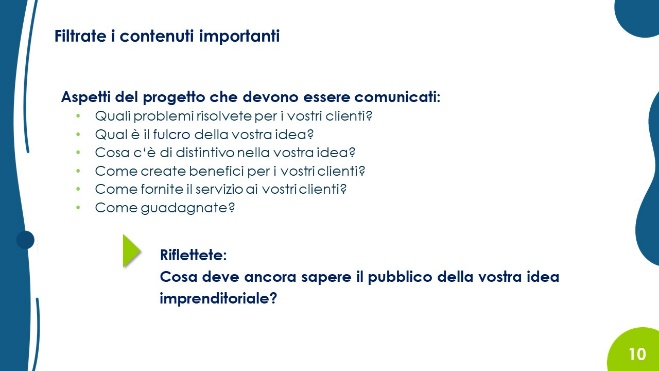 Filtrate i contenuti importanti
Aspetti del progetto che devono essere comunicati:
• Quali problemi risolvete per i vostri clienti?
• Qual è il fulcro della vostra idea?
• Cosa c'è di distintivo nella vostra idea?
• Come create benefici per i vostri clienti?
• Come fornite il servizio ai vostri clienti?
• Come guadagnate?
Riflettete:
Cosa deve ancora sapere il pubblico della vostra idea
imprenditoriale?
10